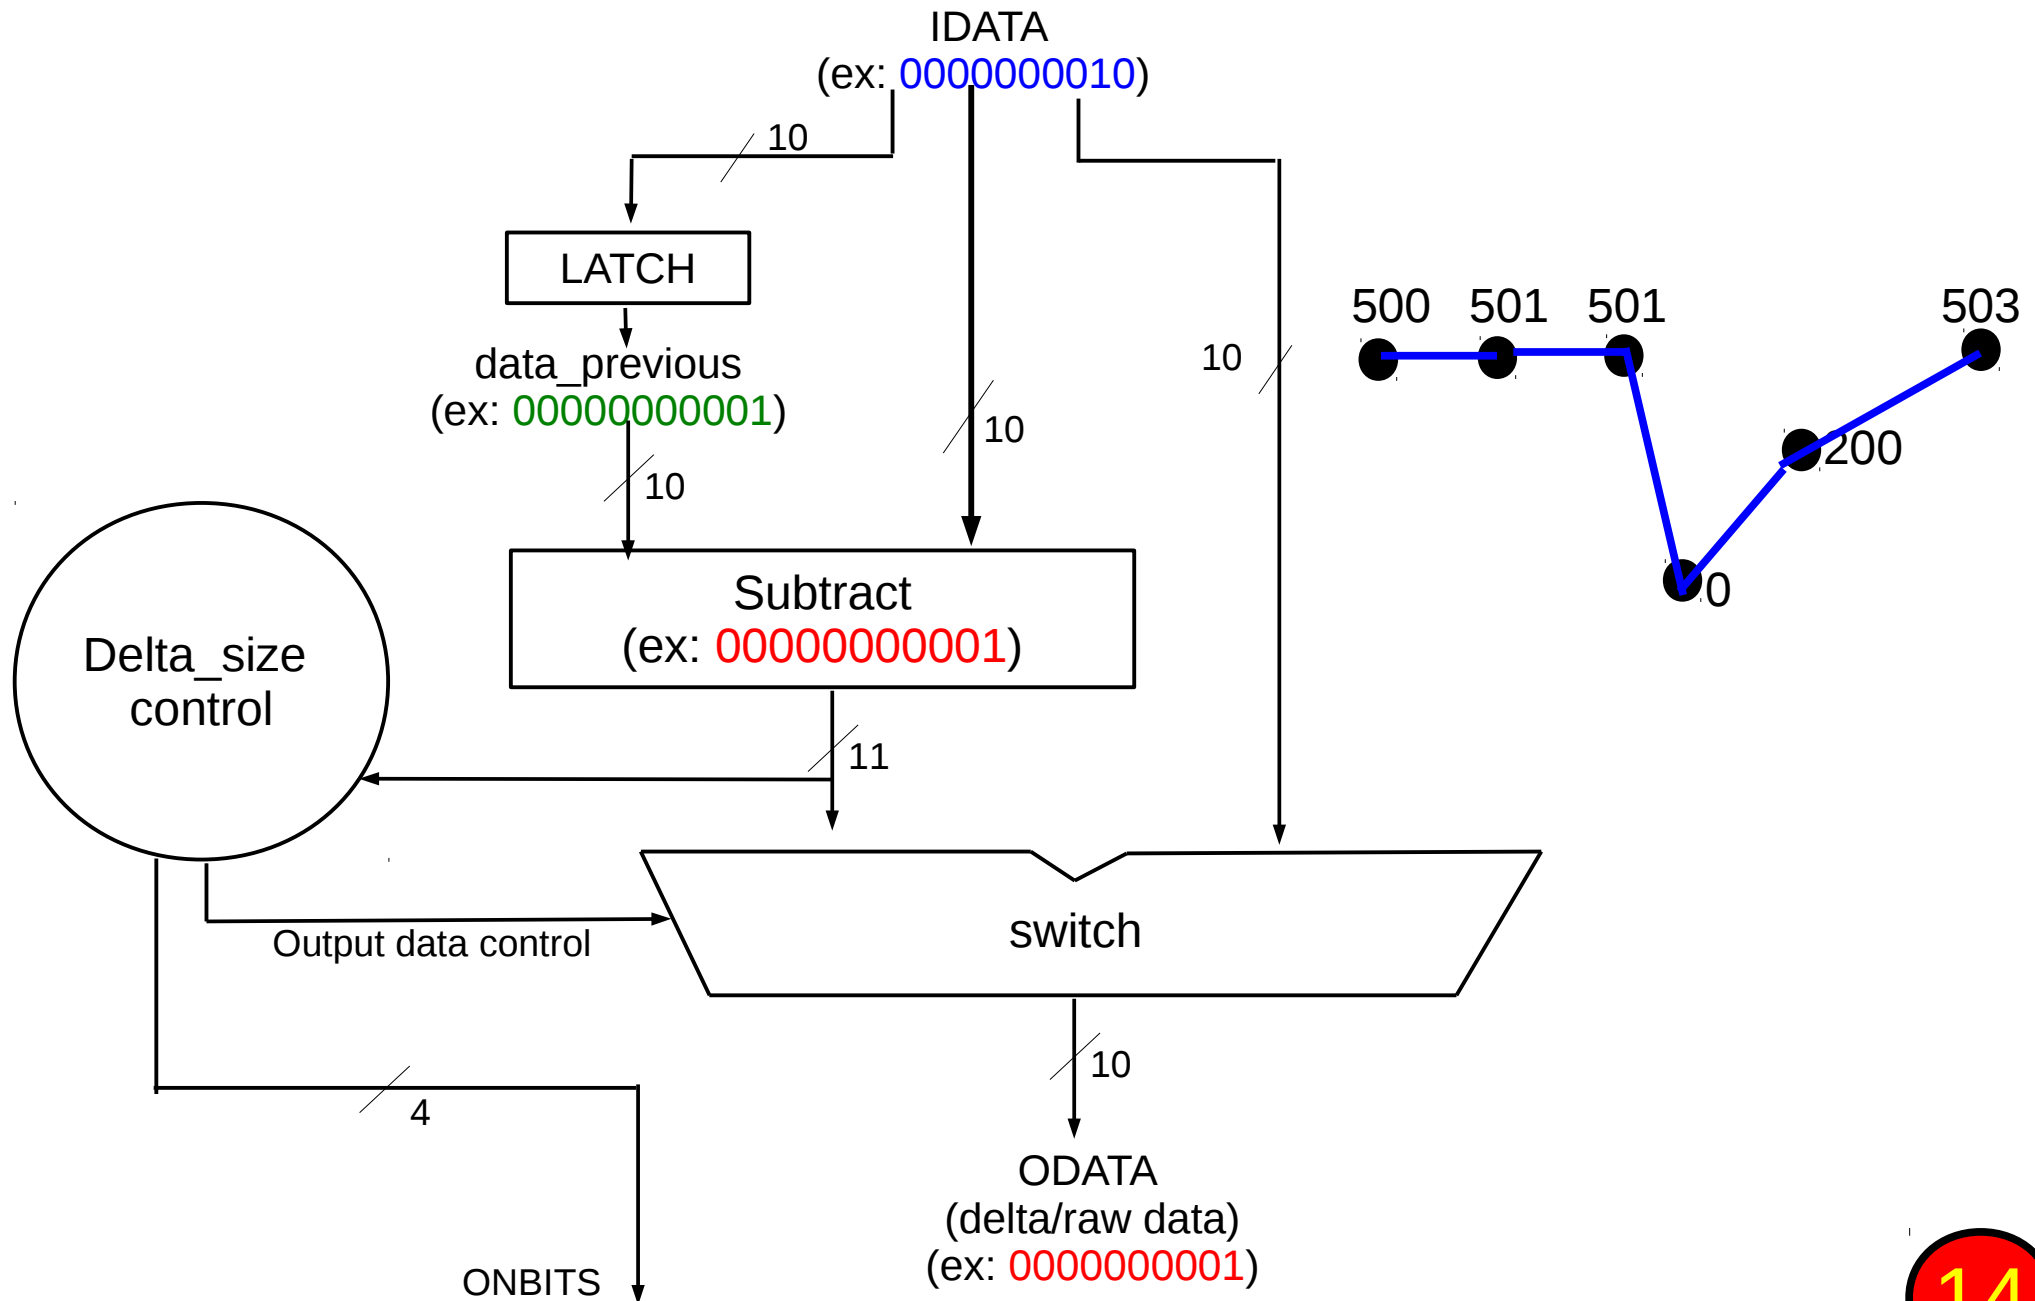 IDATA
(ex: 0000000010)
10
LATCH
data_previous
(ex: 00000000001)
10
10
10
500 501 501 503
200
0
Subtract
(ex: 00000000001)
Delta_size
control
11
switch
Output data control
10
4
ODATA
(delta/raw data)
(ex: 0000000001)
ONBITS
14